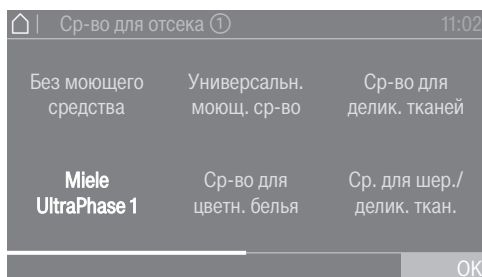 Ср-во для отсека ① 11:02
Без моющего средства
Универсальн. моющ. ср-во
Ср-во для делик. тканей
Miele UltraPhase 1
Ср-во для цветн. белья
Ср. для шер./ делик. ткан.
OK